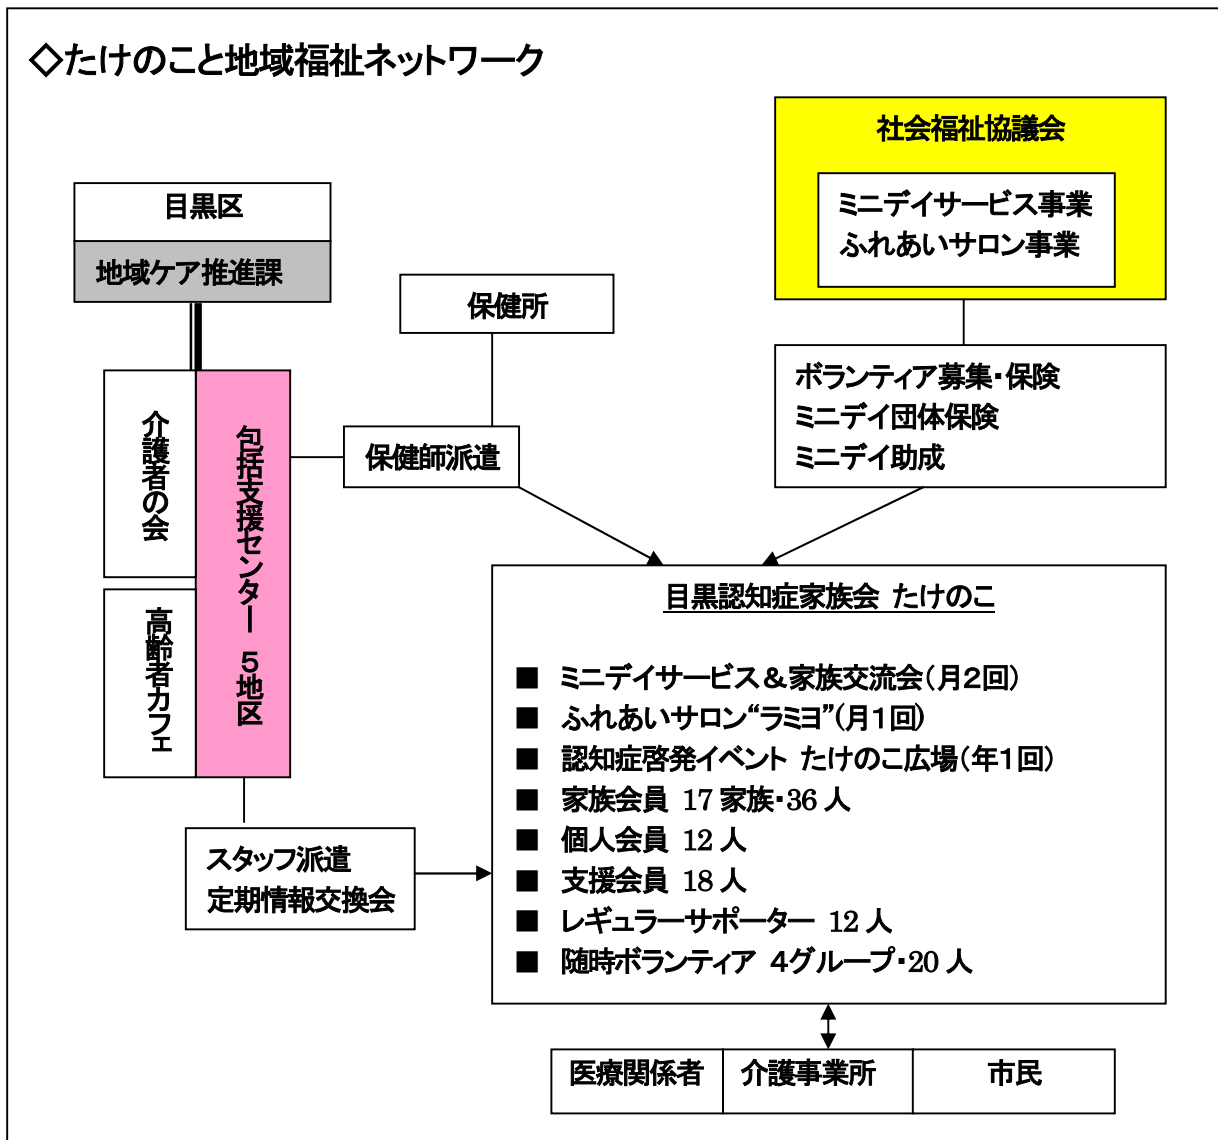 ◇たけのこと地域福祉ネットワーク
社会福祉協議会
ミニデイサービス事業
ふれあいサロン事業
目黒区
地域ケア推進課
保健所
ボランティア募集・保険
ミニデイ団体保険
ミニデイ助成
介護者の会
包括支援センター 5地区
保健師派遣
高齢者カフェ
目黒認知症家族会 たけのこ
■ ミニデイサービス&家族交流会(月2回)
■ ふれあいサロン“ラミヨ”(月1回)
■ 認知症啓発イベント たけのこ広場(年1回)
■ 家族会員 17家族・36人
■ 個人会員 12人
■ 支援会員 18人
■ レギュラーサポーター 12人
■ 随時ボランティア 4グループ・20人
スタッフ派遣
定期情報交換会
医療関係者 介護事業所 市民